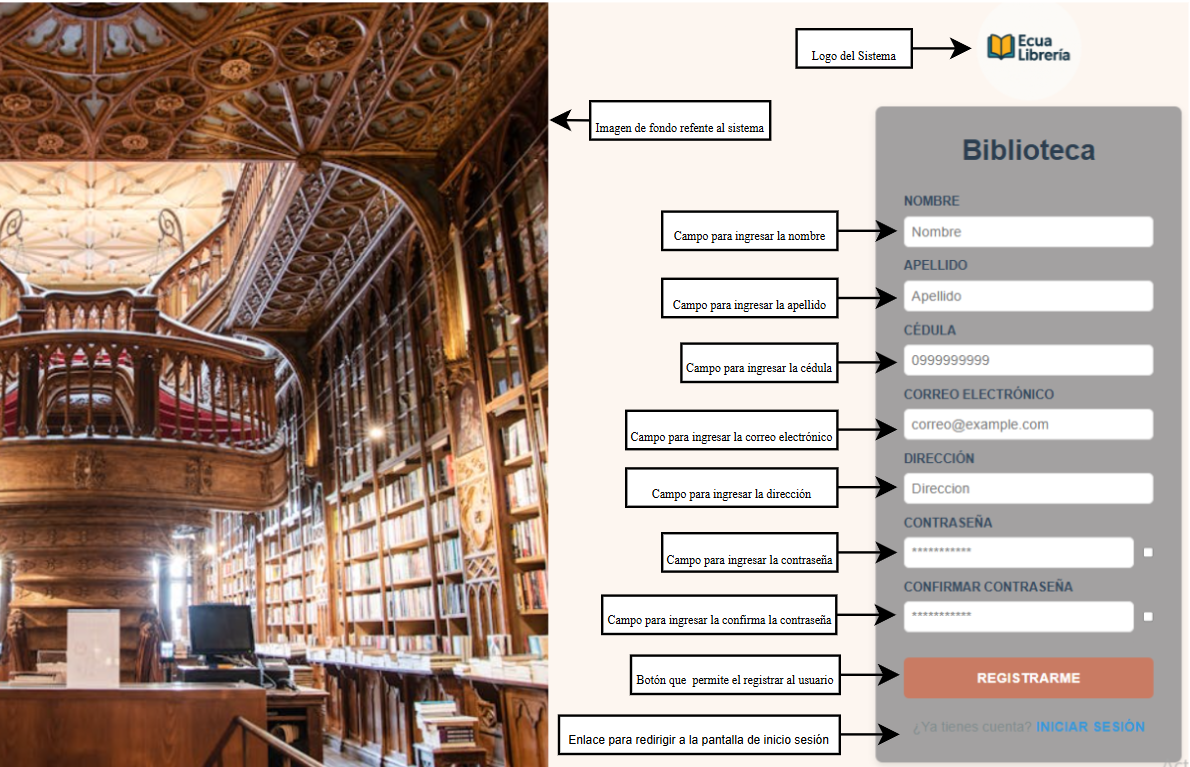 Logo del Sistema
Ecua
Librería
Imagen de fondo refente al sistema
Biblioteca
NOMBRE
Campo para ingresar la nombre
Nombre
APELLIDO
Campo para ingresar la apellido
Apellido
CÉDULA
Campo para ingresar la cédula
0999999999
CORREO ELECTRÓNICO
Campo para ingresar la correo electrónico
correo@example.com
DIRECCIÓN
Campo para ingresar la dirección
Direccion
CONTRASEÑA
Campo para ingresar la contraseña
***********
CONFIRMAR CONTRASEÑA
Campo para ingresar la confirma la contraseña
***********
Botón que permite el registrar al usuario
REGISTRARME
Enlace para redirigir a la pantalla de inicio sesión
¿Ya tienes cuenta? INICIAR SESIÓN